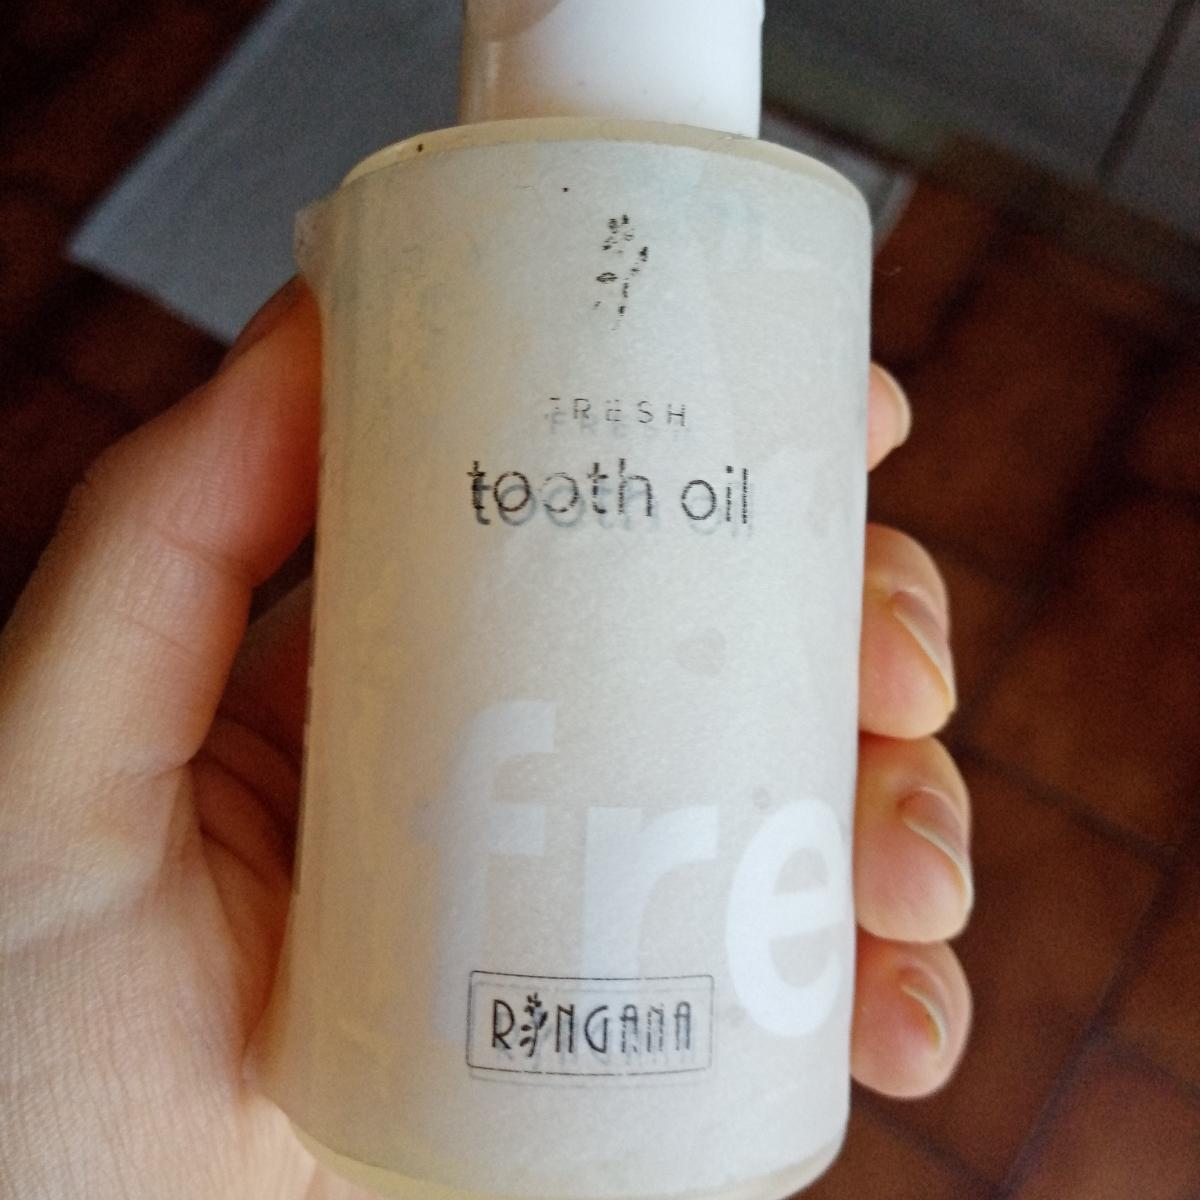 FRESH
tooth oil
fre
RINGANA